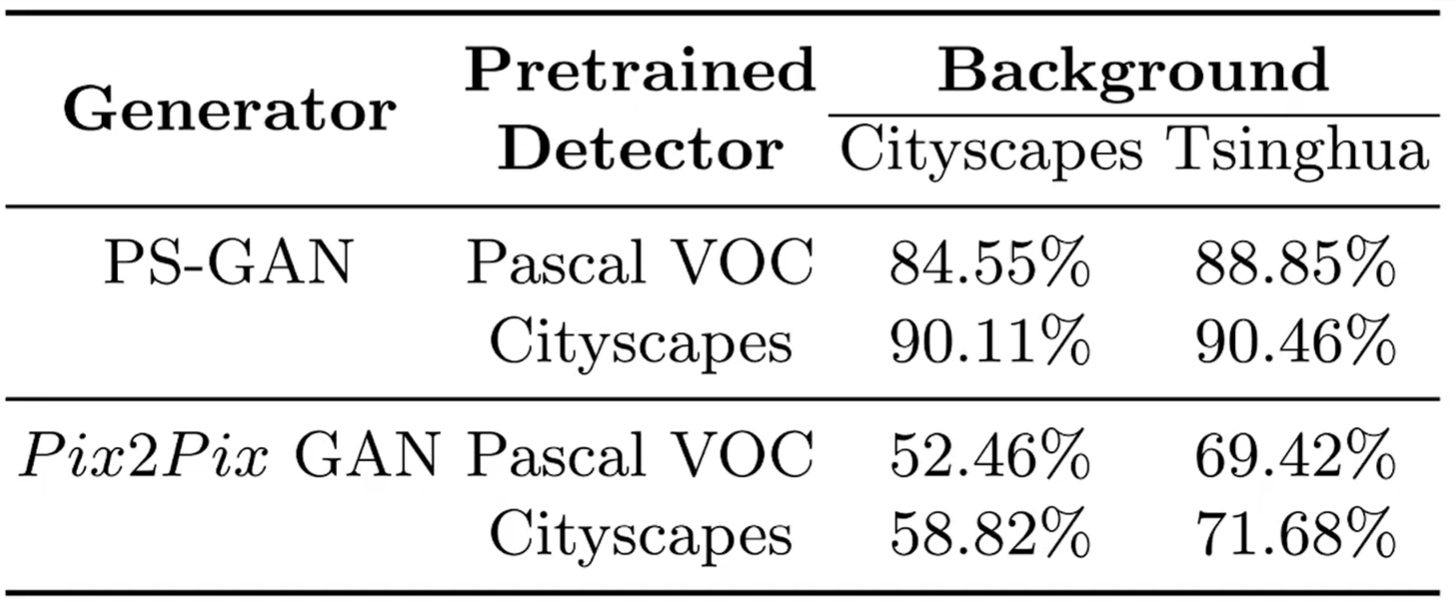 Generator Pretrained Detector Background
Cityscapes Tsinghua
PS-GAN Pascal VOC 84.55% 88.85%
Cityscapes 90.11% 90.46%
Pix2Pix GAN Pascal VOC 52.46% 69.42%
Cityscapes 58.82% 71.68%